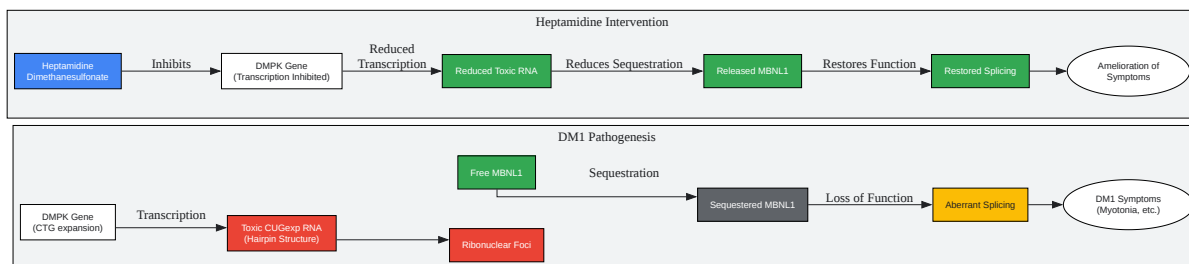 Heptamidine Intervention
Heptamidine
Dimethanesulfonate
Inhibits
DMPK Gene
(Transcription Inhibited)
Reduced
Transcription
Reduced Toxic RNA
Reduces Sequestration
Released MBNL1
Restores Function
Restored Splicing
Amelioration of
Symptoms
DM1 Pathogenesis
Free MBNL1
Sequestration
Sequestered MBNL1
Loss of Function
Aberrant Splicing
DM1 Symptoms
(Myotonia, etc.)
DMPK Gene
(CTG expansion)
Transcription
Toxic CUGexp RNA
(Hairpin Structure)
Ribonuclear Foci